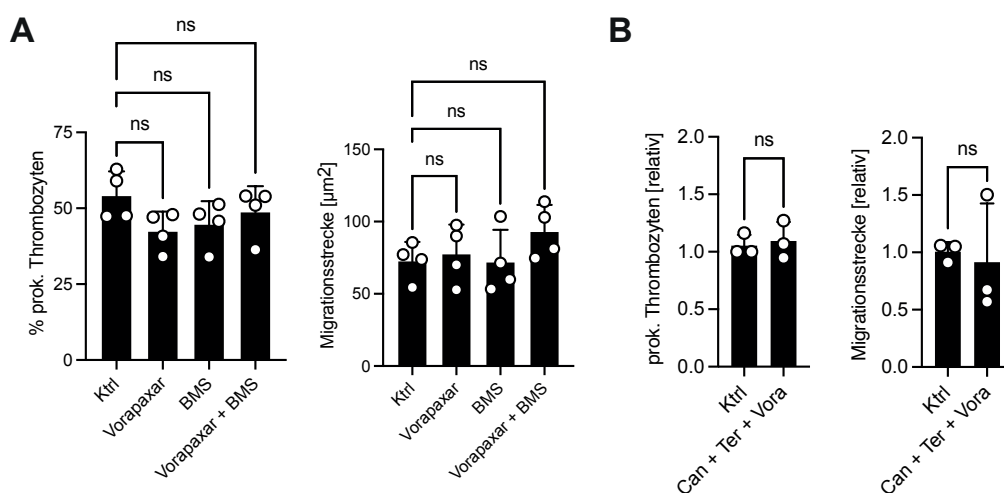 A
ns
ns
ns
% prok. Thrombozyten
75
50
25
0
Ktrl
Vorapaxar
BMS
Vorapaxar + BMS
ns
ns
ns
Migrationsstrecke [µm²]
150
100
50
0
Ktrl
Vorapaxar
BMS
Vorapaxar + BMS
B
ns
prok. Thrombozyten [relativ]
2.0
1.5
1.0
0.5
0.0
Ktrl
Can + Ter + Vora
ns
Migrationsstrecke [relativ]
2.0
1.5
1.0
0.5
0.0
Ktrl
Can + Ter + Vora